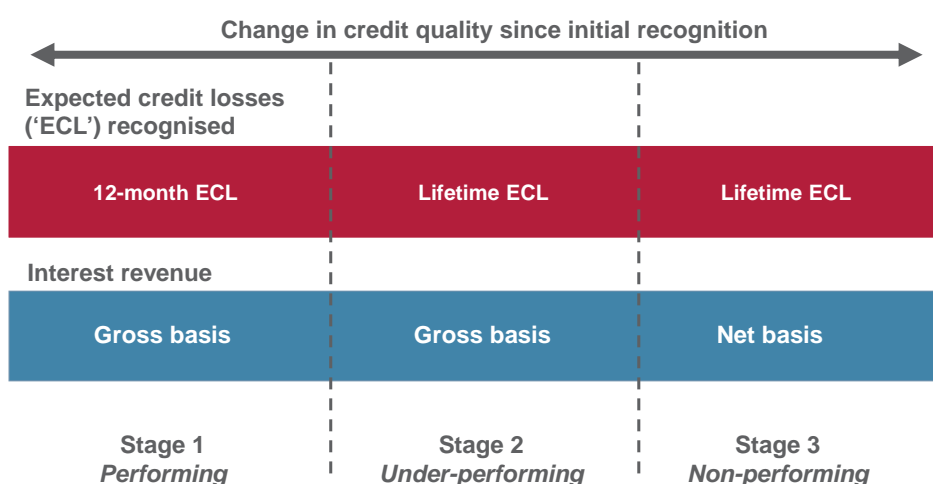 Change in credit quality since initial recognition
Expected credit losses
(‘ECL’) recognised
12-month ECL
Lifetime ECL
Lifetime ECL
Interest revenue
Gross basis
Gross basis
Net basis
Stage 1
Performing
Stage 2
Under-performing
Stage 3
Non-performing